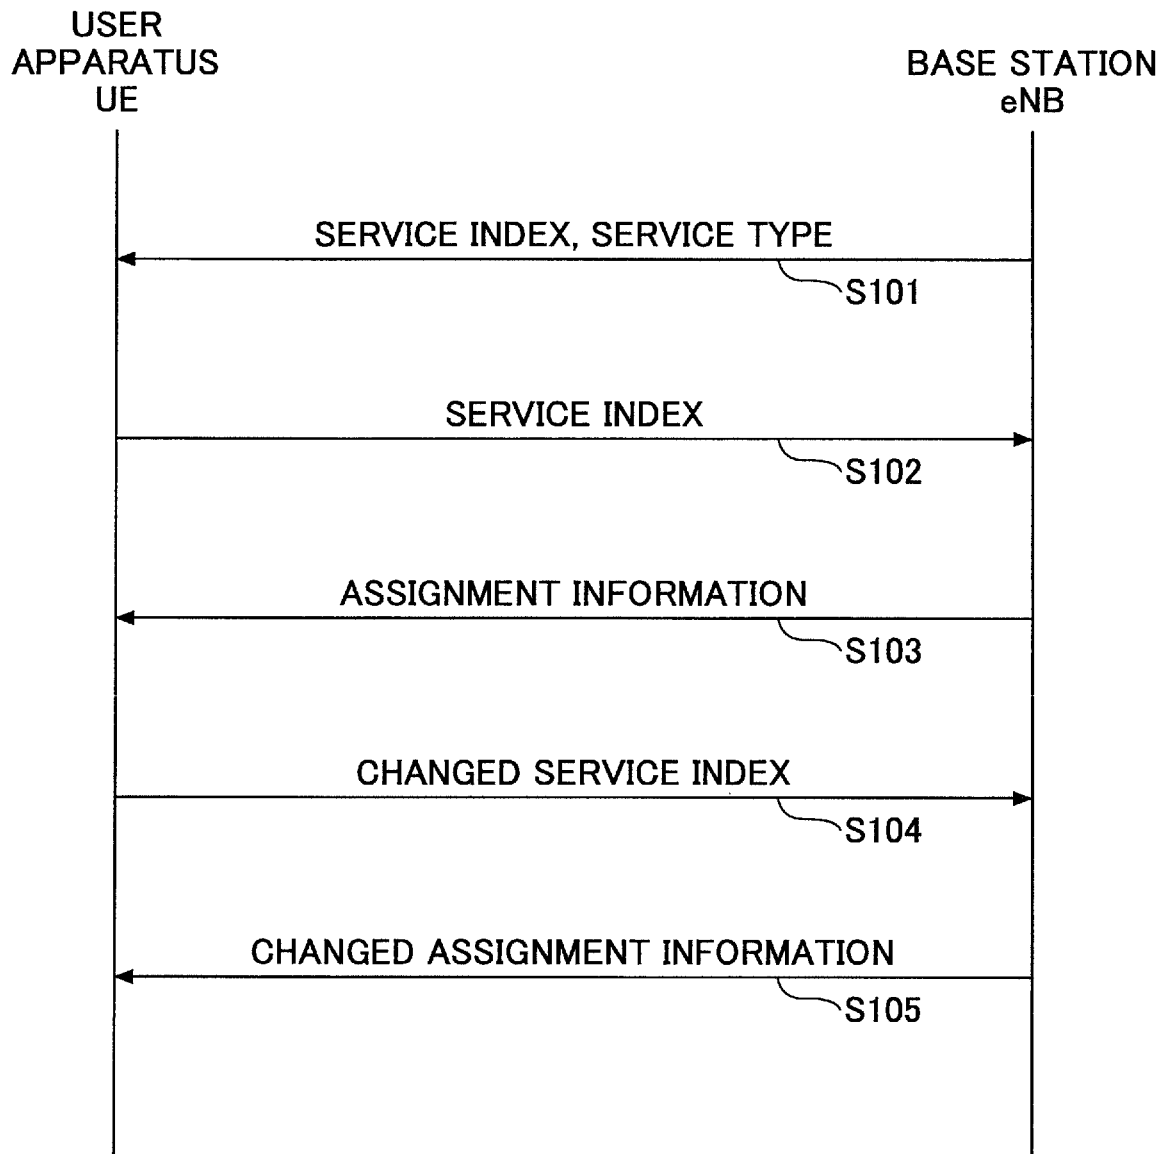 USER
APPARATUS
UE
BASE STATION
eNB
SERVICE INDEX, SERVICE TYPE
S101
SERVICE INDEX
S102
ASSIGNMENT INFORMATION
S103
CHANGED SERVICE INDEX
S104
CHANGED ASSIGNMENT INFORMATION
S105